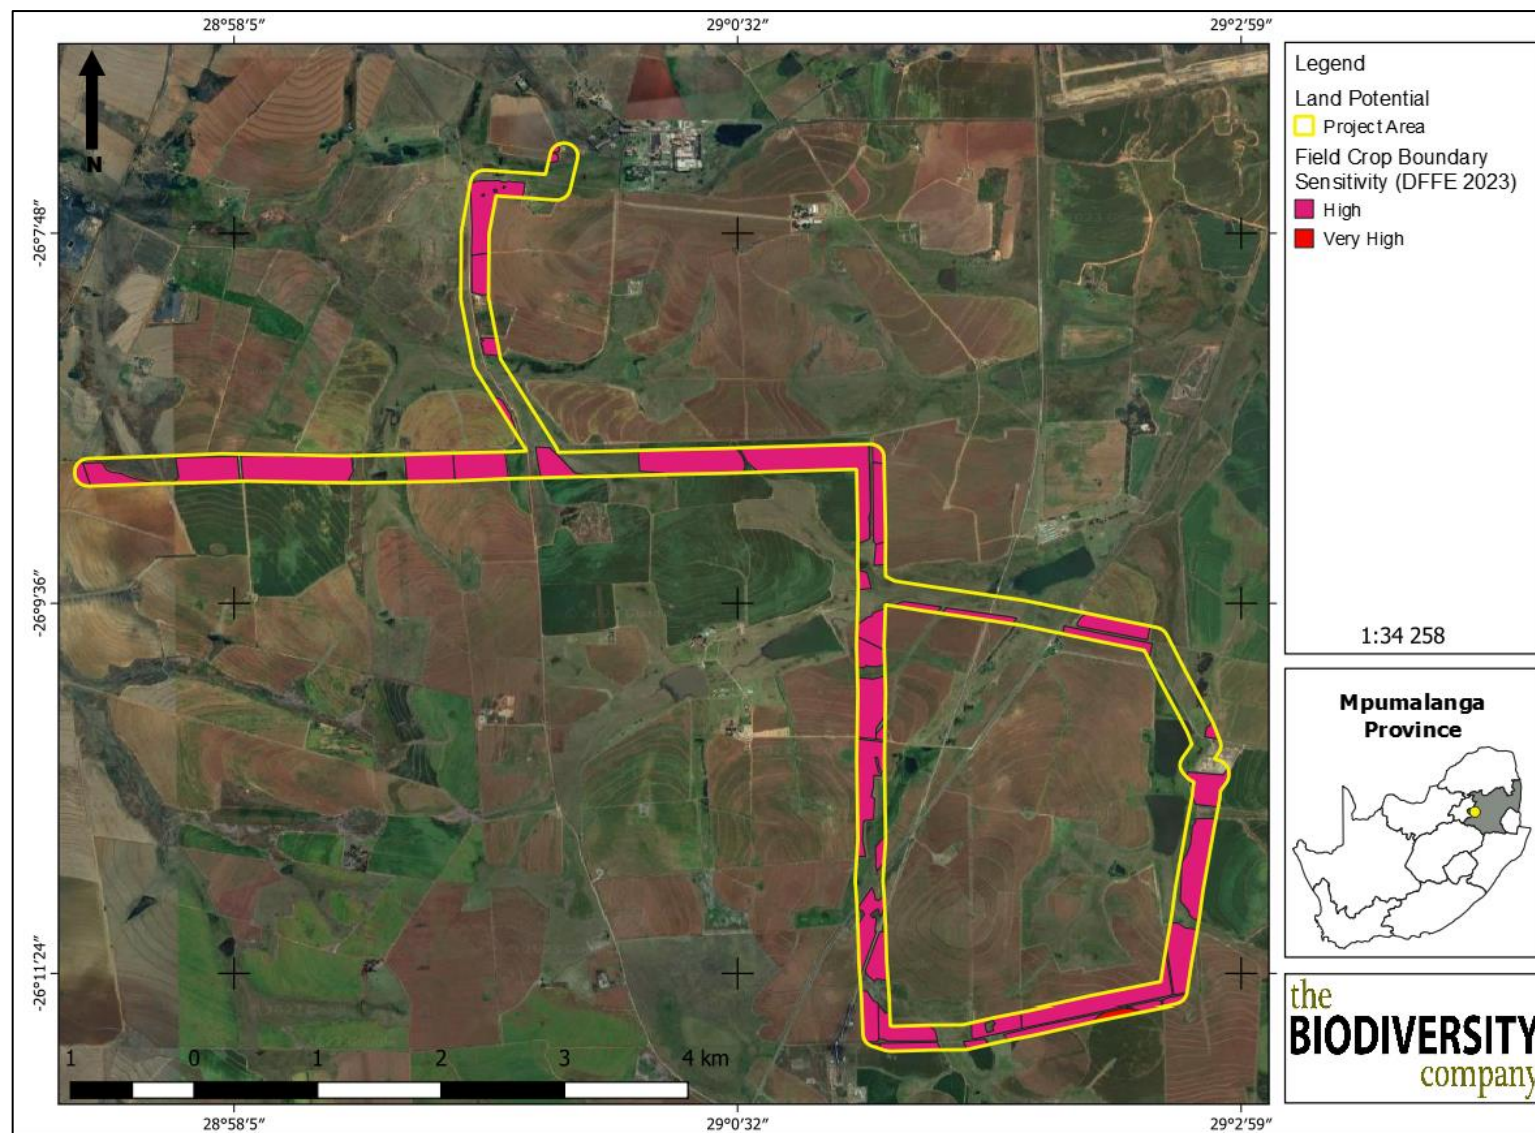 28°58′5″
29°0′32″
29°2′59″
N
-26°7′48″
-26°9′36″
-26°11′24″
1 0 1 2 3 4 km
28°58′5″
29°0′32″
29°2′59″
Legend
Land Potential
Project Area
Field Crop Boundary
Sensitivity (DFFE 2023)
High
Very High
1:34 258
Mpumalanga
Province
the
BIODIVERSITY
company